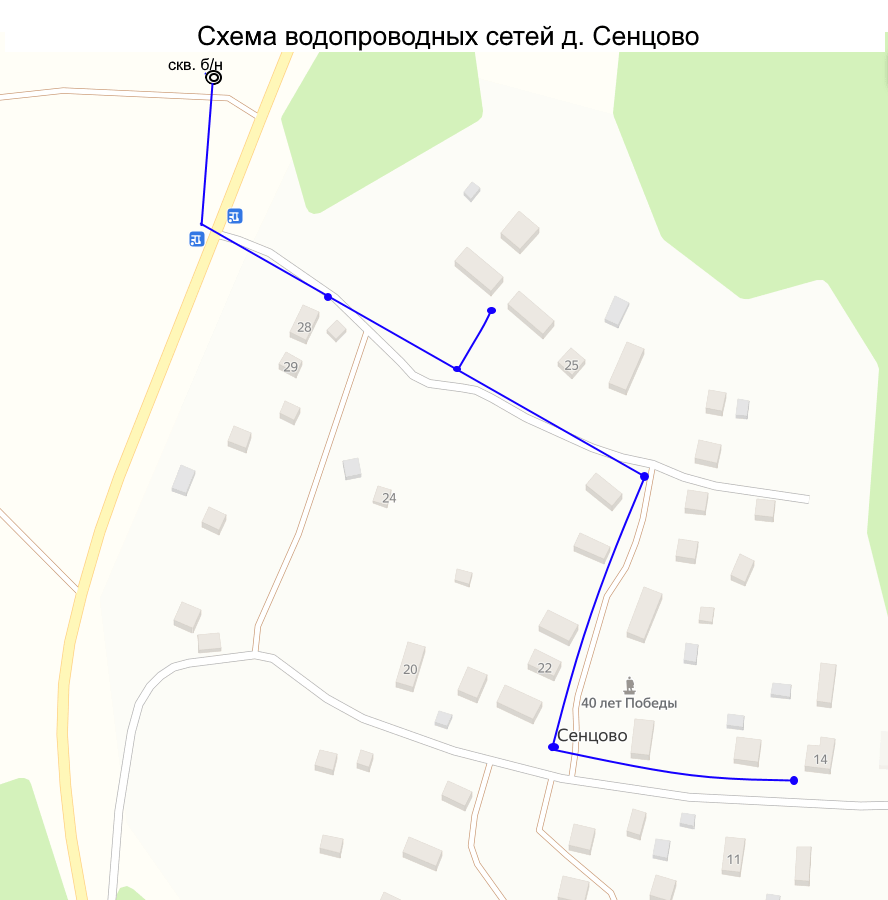 Схема водопроводных сетей д. Сенцово
скв. б/н
28
29
25
24
20
22
40 лет Победы
Сенцово
14
11